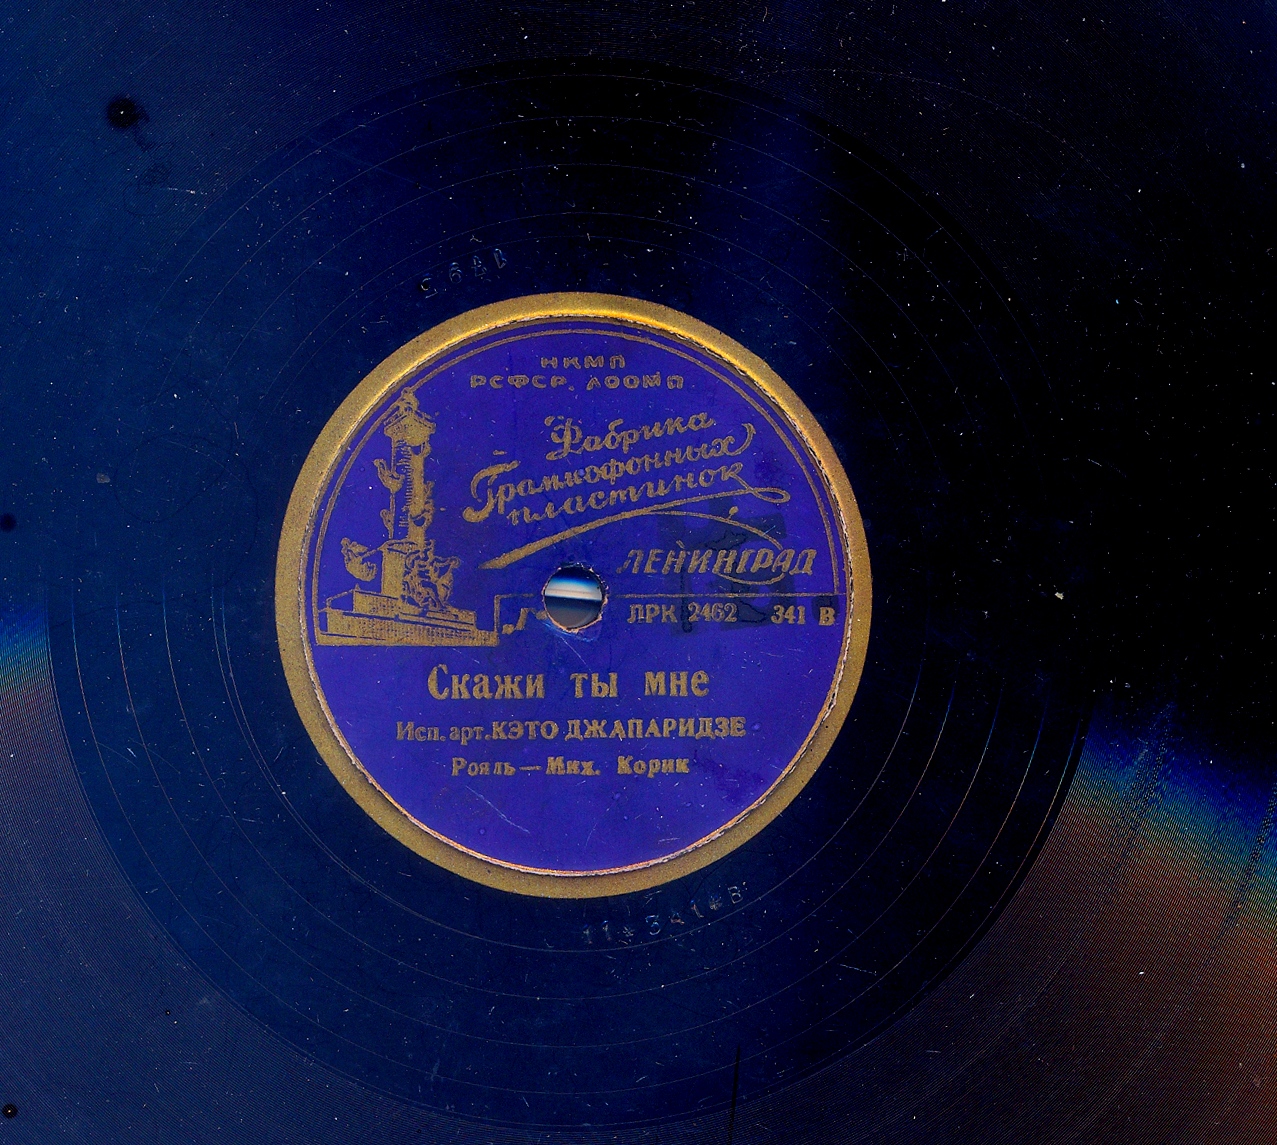 НКМП
РСФСР. ЛООМП
Фабрика
Грампофонных
пластинок
ЛЕНИНГРАД
ЛРК 2462 341 В
Скажи ты мне
Исп. арт. КЭТО ДЖАПАРИДЗЕ
Рояль — Мих. Корик